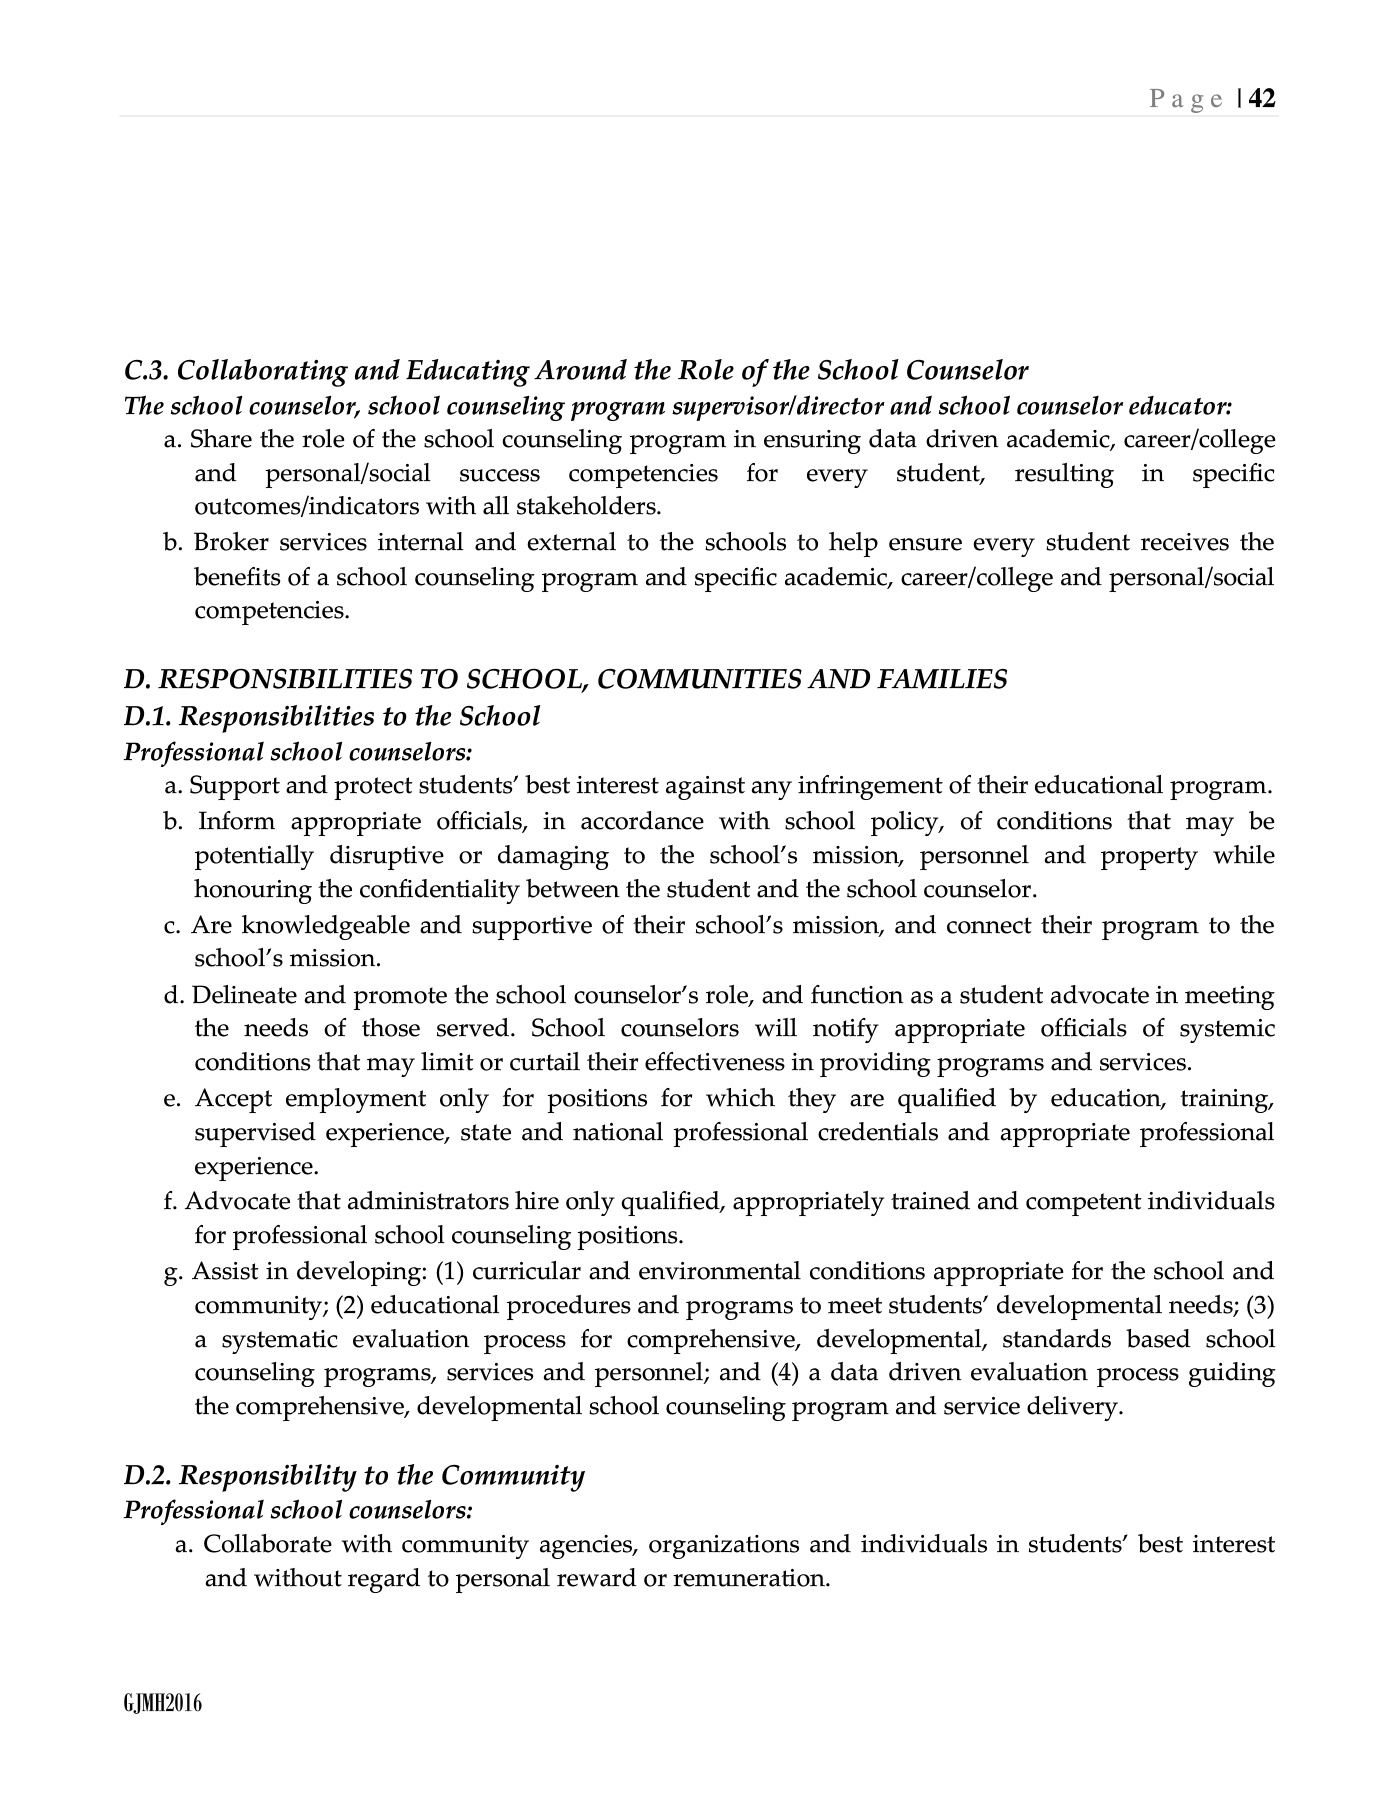 Page | 42
C.3. Collaborating and Educating Around the Role of the School Counselor
The school counselor, school counseling program supervisor/director and school counselor educator:
a. Share the role of the school counseling program in ensuring data driven academic, career/college
and personal/social success competencies for every student, resulting in specific
outcomes/indicators with all stakeholders.
b. Broker services internal and external to the schools to help ensure every student receives the
benefits of a school counseling program and specific academic, career/college and personal/social
competencies.
D. RESPONSIBILITIES TO SCHOOL, COMMUNITIES AND FAMILIES
D.1. Responsibilities to the School
Professional school counselors:
a. Support and protect students’ best interest against any infringement of their educational program.
b. Inform appropriate officials, in accordance with school policy, of conditions that may be
potentially disruptive or damaging to the school’s mission, personnel and property while
honouring the confidentiality between the student and the school counselor.
c. Are knowledgeable and supportive of their school’s mission, and connect their program to the
school’s mission.
d. Delineate and promote the school counselor’s role, and function as a student advocate in meeting
the needs of those served. School counselors will notify appropriate officials of systemic
conditions that may limit or curtail their effectiveness in providing programs and services.
e. Accept employment only for positions for which they are qualified by education, training,
supervised experience, state and national professional credentials and appropriate professional
experience.
f. Advocate that administrators hire only qualified, appropriately trained and competent individuals
for professional school counseling positions.
g. Assist in developing: (1) curricular and environmental conditions appropriate for the school and
community; (2) educational procedures and programs to meet students’ developmental needs; (3)
a systematic evaluation process for comprehensive, developmental, standards based school
counseling programs, services and personnel; and (4) a data driven evaluation process guiding
the comprehensive, developmental school counseling program and service delivery.
D.2. Responsibility to the Community
Professional school counselors:
a. Collaborate with community agencies, organizations and individuals in students’ best interest
and without regard to personal reward or remuneration.
GJMH2016